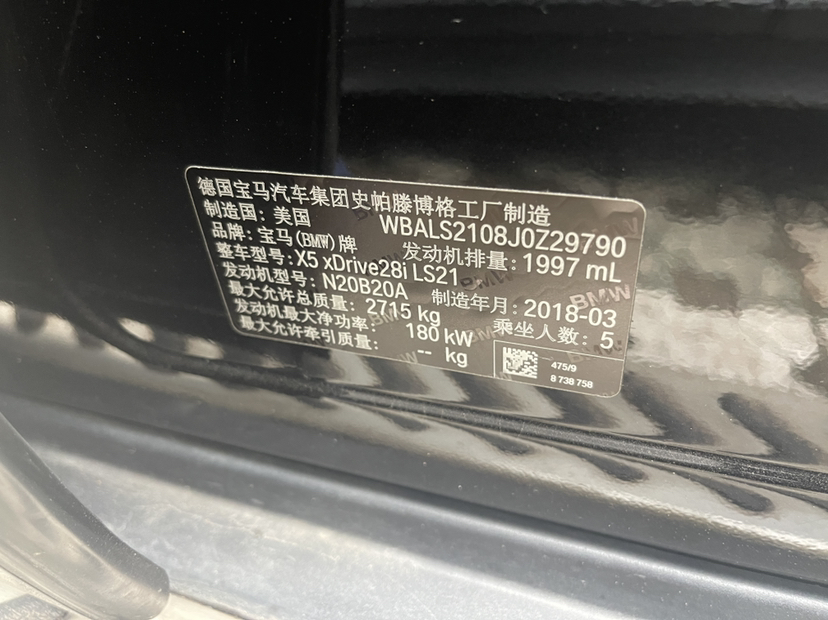 德国宝马汽车集团史帕滕博格工厂制造
制造国: 美国 WBALS2108J0Z29790
品牌: 宝马(BMW)牌 发动机排量: 1997 mL
整车型号: X5 xDrive28i LS21
发动机型号: N20B20A 制造年月: 2018-03
最大允许总质量: 2715 kg 乘坐人数: 5
发动机最大净功率: 180 kW
最大允许牵引质量: -- kg
475/9
8 738 758